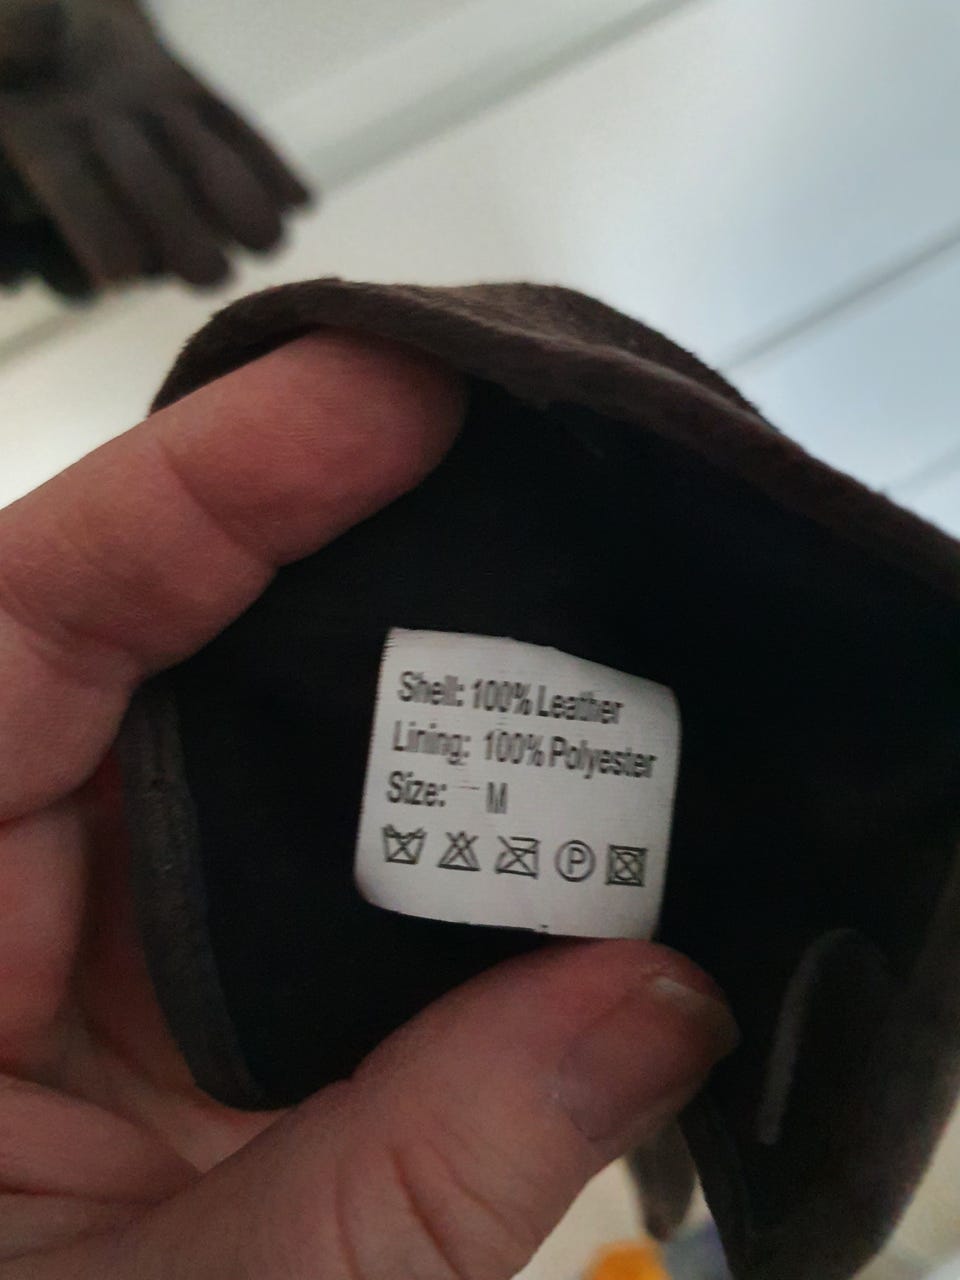 Shell: 100% Leather
Lining: 100% Polyester
Size: M
P